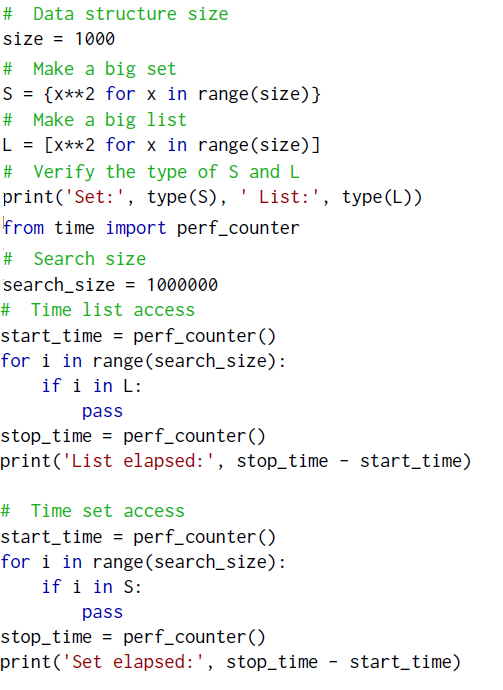 #  Data structure size
size = 1000
#  Make a big set
S = {x**2 for x in range(size)}
#  Make a big list
L = [x**2 for x in range(size)]
#  Verify the type of S and L
print('Set:', type(S), ' List:', type(L))
from time import perf_counter
#  Search size
search_size = 1000000
#  Time list access
start_time = perf_counter()
for i in range(search_size):
    if i in L:
        pass
stop_time = perf_counter()
print('List elapsed:', stop_time - start_time)

#  Time set access
start_time = perf_counter()
for i in range(search_size):
    if i in S:
        pass
stop_time = perf_counter()
print('Set elapsed:', stop_time - start_time)